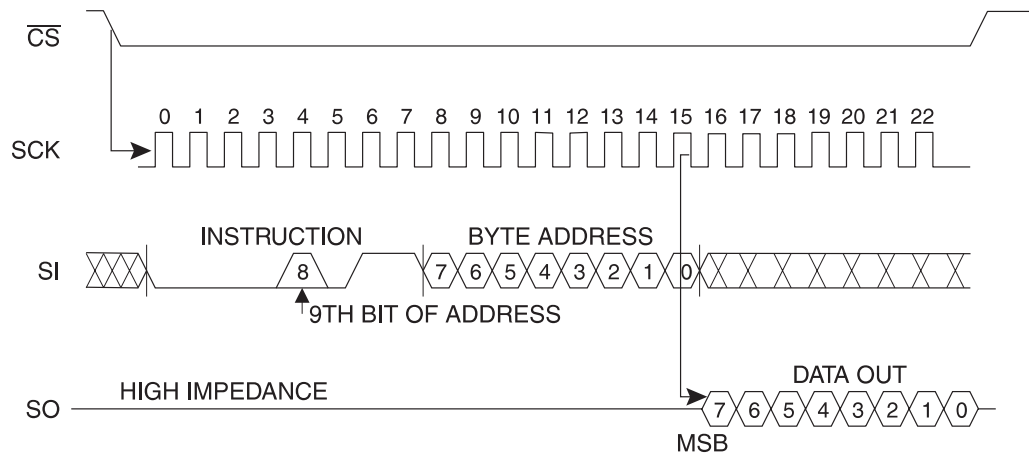 CS
0 1 2 3 4 5 6 7 8 9 10 11 12 13 14 15 16 17 18 19 20 21 22
SCK
INSTRUCTION BYTE ADDRESS
SI 8 7 6 5 4 3 2 1 0
9TH BIT OF ADDRESS
HIGH IMPEDANCE DATA OUT
SO 7 6 5 4 3 2 1 0
MSB